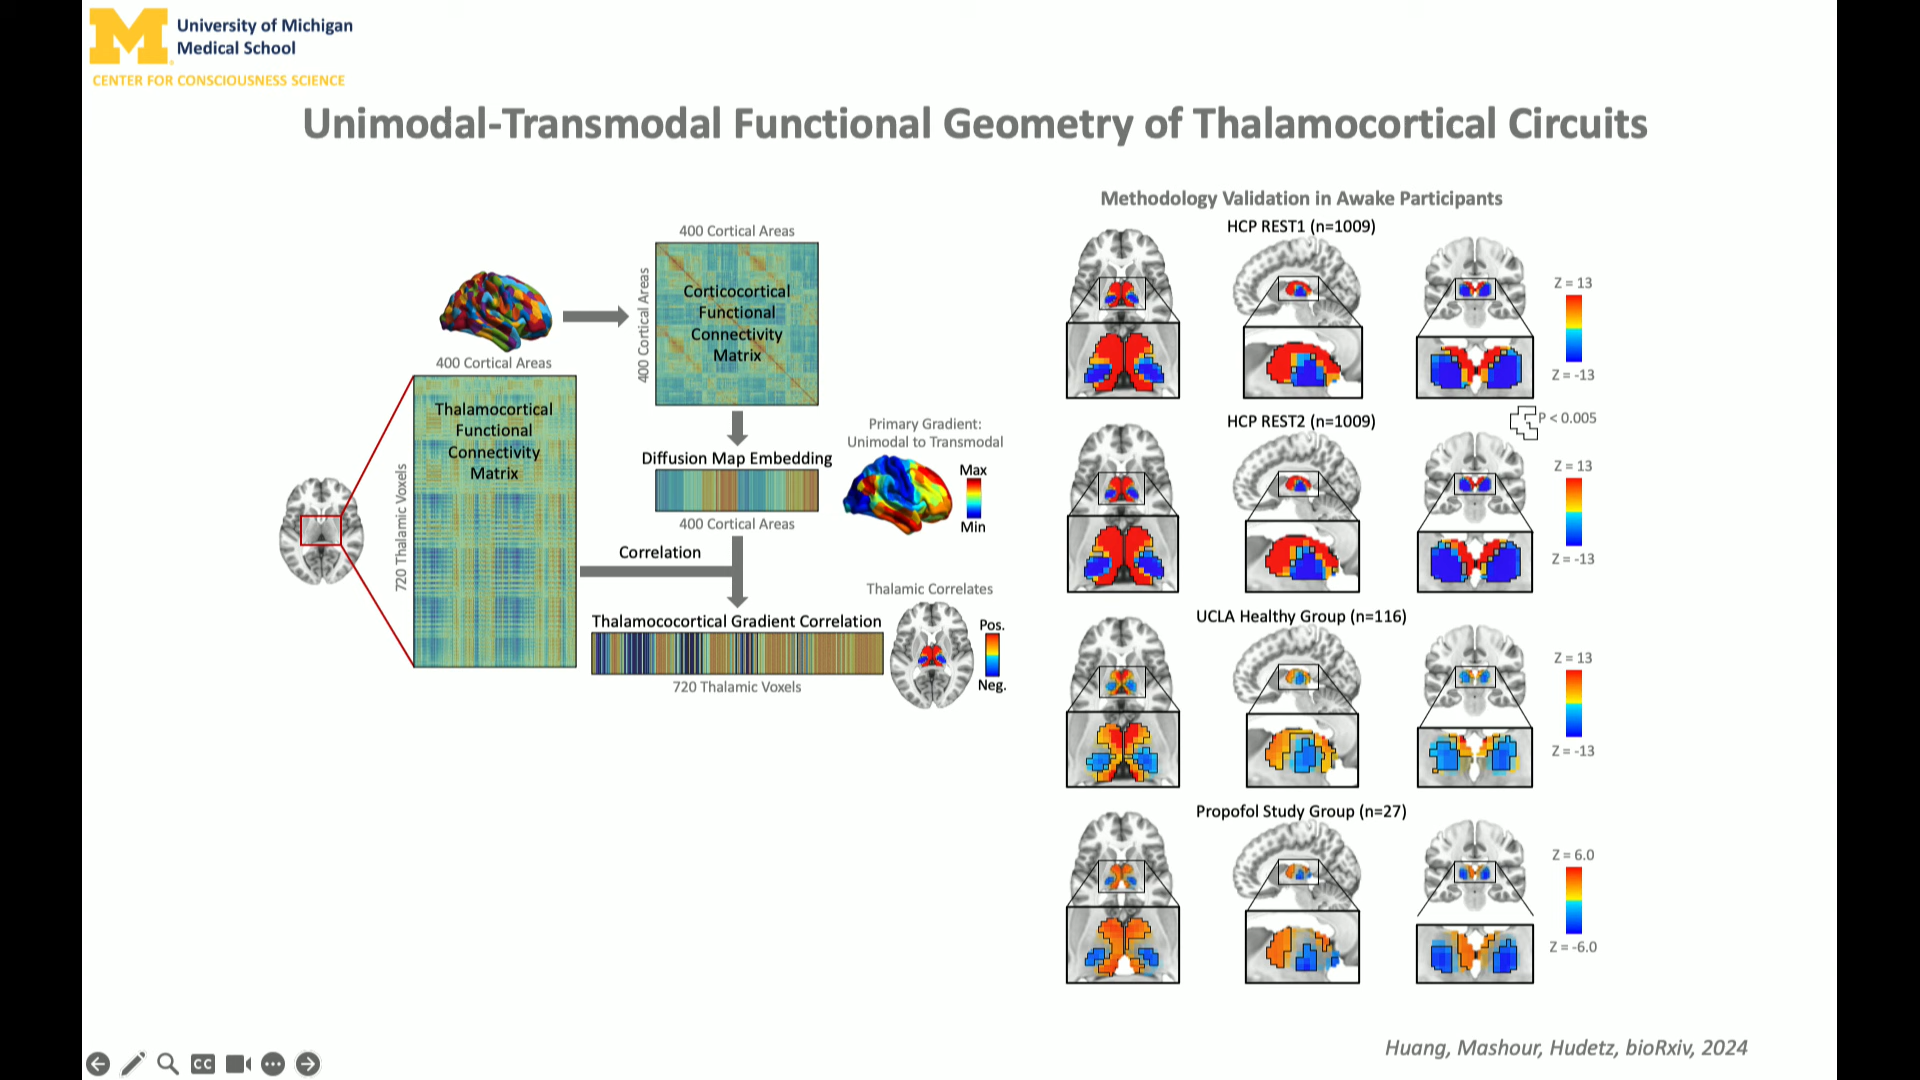 University of Michigan
Medical School
CENTER FOR CONSCIOUSNESS SCIENCE
Unimodal-Transmodal Functional Geometry of Thalamocortical Circuits
400 Cortical Areas
400 Cortical Areas
Corticocortical
Functional
Connectivity
Matrix
400 Cortical Areas
720 Thalamic Voxels
Thalamocortical
Functional
Connectivity
Matrix
Diffusion Map Embedding
400 Cortical Areas
Primary Gradient:
Unimodal to Transmodal
Max
Min
Correlation
Thalamococortical Gradient Correlation
720 Thalamic Voxels
Thalamic Correlates
Pos.
Neg.
Methodology Validation in Awake Participants
HCP REST1 (n=1009)
Z = 13
Z = -13
P < 0.005
HCP REST2 (n=1009)
Z = 13
Z = -13
UCLA Healthy Group (n=116)
Z = 13
Z = -13
Propofol Study Group (n=27)
Z = 6.0
Z = -6.0
Huang, Mashour, Hudetz, bioRxiv, 2024
CC